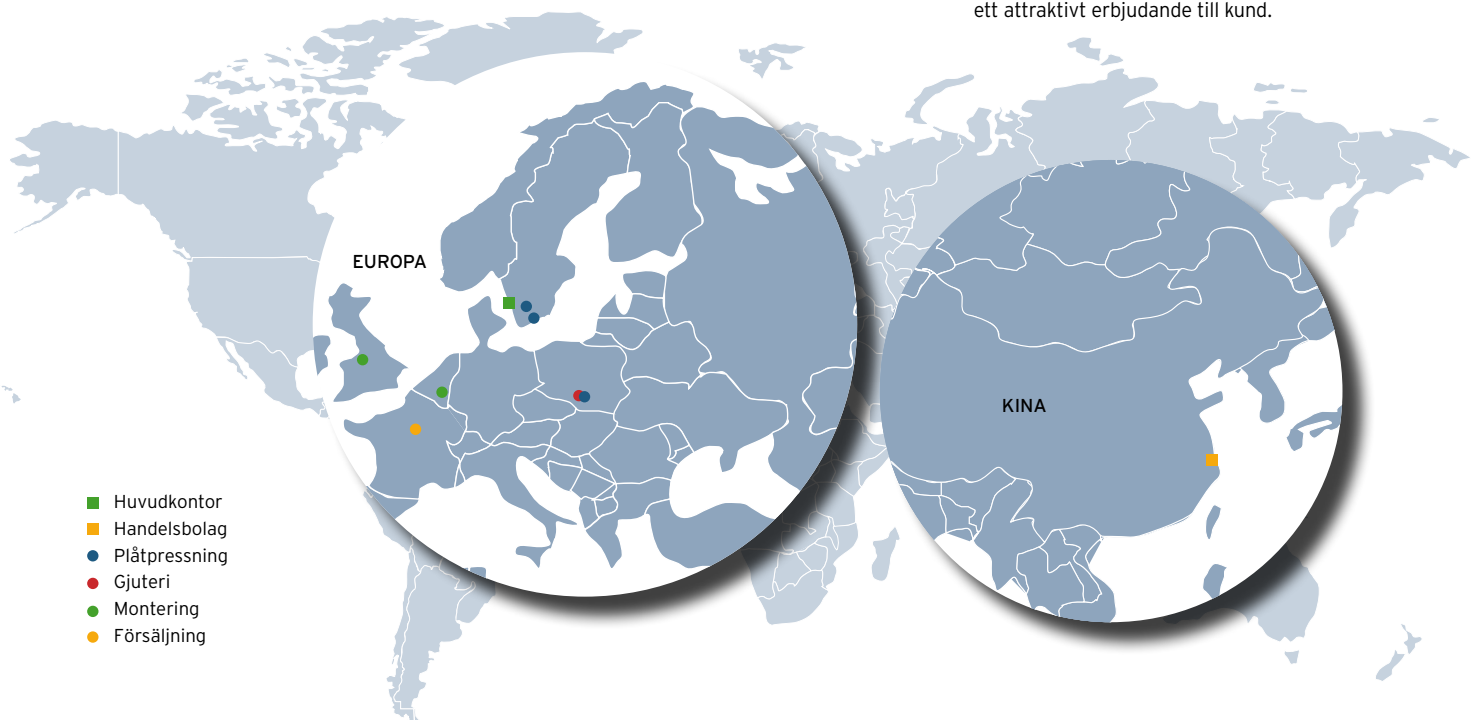 ett attraktivt erbjudande till kund.
EUROPA
KINA
Huvudkontor
Handelsbolag
Plåtpressning
Gjuteri
Montering
Försäljning